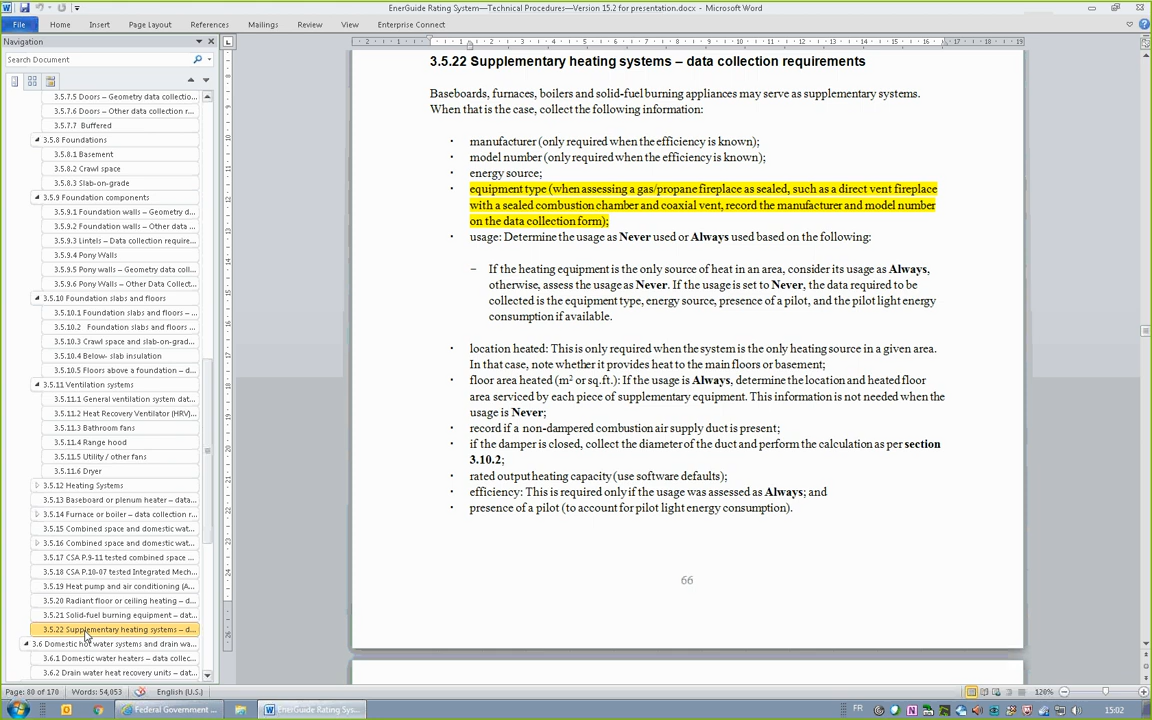 EnerGuide Rating System—Technical Procedures—Version 15.2 for presentation.docx - Microsoft Word
File Home Insert Page Layout References Mailings Review View Enterprise Connect
Navigation
Search Document
3.5.7.5 Doors – Geometry data collectio...
3.5.7.6 Doors – Other data collection r...
3.5.7.7 Buffered
3.5.8 Foundations
3.5.8.1 Basement
3.5.8.2 Crawl space
3.5.8.3 Slab-on-grade
3.5.9 Foundation components
3.5.9.1 Foundation walls – Geometry d...
3.5.9.2 Foundation walls – Other data ...
3.5.9.3 Lintels – Data collection require...
3.5.9.4 Pony Walls
3.5.9.5 Pony walls – Geometry data coll...
3.5.9.6 Pony Walls – Other Data Collect...
3.5.10 Foundation slabs and floors
3.5.10.1 Foundation slabs and floors – ...
3.5.10.2 Foundation slabs and floors ...
3.5.10.3 Crawl space and slab-on-grad...
3.5.10.4 Below- slab insulation
3.5.10.5 Floors above a foundation – d...
3.5.11 Ventilation systems
3.5.11.1 General ventilation system dat...
3.5.11.2 Heat Recovery Ventilator (HRV)...
3.5.11.3 Bathroom fans
3.5.11.4 Range hood
3.5.11.5 Utility / other fans
3.5.11.6 Dryer
3.5.12 Heating Systems
3.5.13 Baseboard or plenum heater – data...
3.5.14 Furnace or boiler – data collection r...
3.5.15 Combined space and domestic wat...
3.5.16 Combined space and domestic wat...
3.5.17 CSA P.9-11 tested combined space ...
3.5.18 CSA P.10-07 tested Integrated Mech...
3.5.19 Heat pump and air conditioning (A...
3.5.20 Radiant floor or ceiling heating – d...
3.5.21 Solid-fuel burning equipment – dat...
3.5.22 Supplementary heating systems – d...
3.6 Domestic hot water systems and drain wa...
3.6.1 Domestic water heaters – data collec...
3.6.2 Drain water heat recovery units – dat...
3.5.22 Supplementary heating systems – data collection requirements
Baseboards, furnaces, boilers and solid-fuel burning appliances may serve as supplementary systems.
When that is the case, collect the following information:
• manufacturer (only required when the efficiency is known);
• model number (only required when the efficiency is known);
• energy source;
• equipment type (when assessing a gas/propane fireplace as sealed, such as a direct vent fireplace
with a sealed combustion chamber and coaxial vent, record the manufacturer and model number
on the data collection form);
• usage: Determine the usage as Never used or Always used based on the following:
– If the heating equipment is the only source of heat in an area, consider its usage as Always,
otherwise, assess the usage as Never. If the usage is set to Never, the data required to be
collected is the equipment type, energy source, presence of a pilot, and the pilot light energy
consumption if available.
• location heated: This is only required when the system is the only heating source in a given area.
In that case, note whether it provides heat to the main floors or basement;
• floor area heated (m² or sq.ft.): If the usage is Always, determine the location and heated floor
area serviced by each piece of supplementary equipment. This information is not needed when the
usage is Never;
• record if a non-dampered combustion air supply duct is present;
• if the damper is closed, collect the diameter of the duct and perform the calculation as per section
3.10.2;
• rated output heating capacity (use software defaults);
• efficiency: This is required only if the usage was assessed as Always; and
• presence of a pilot (to account for pilot light energy consumption).
66
Page: 80 of 170 Words: 54,053 English (U.S.) 120%
Federal Government ... EnerGuide Rating Sys... FR 15:02